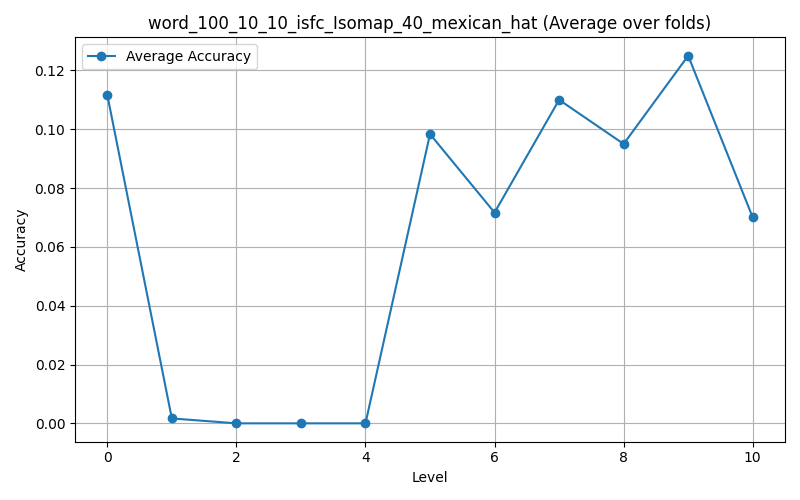 word_100_10_10_isfc_Isomap_40_mexican_hat (Average over folds)
Average Accuracy
0.12
0.10
0.08
0.06
0.04
0.02
0.00
Accuracy
0 2 4 6 8 10
Level